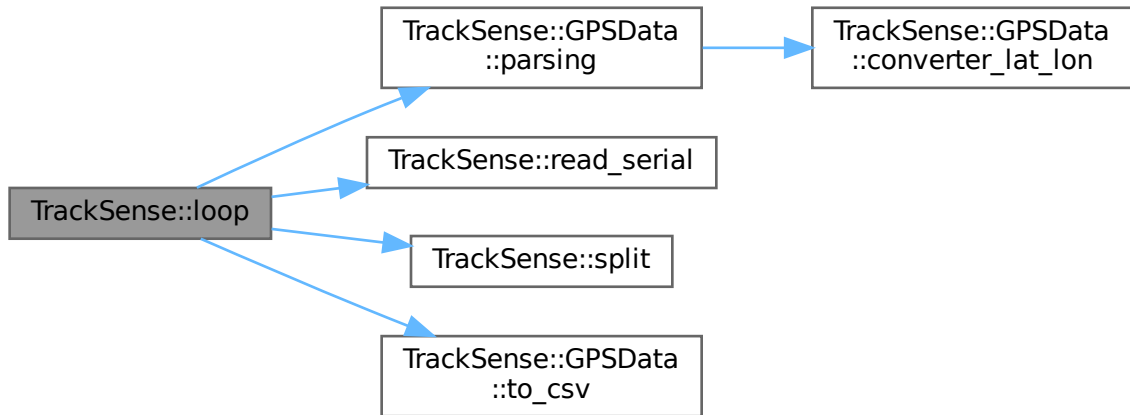 TrackSense::loop
TrackSense::GPSData
::parsing
TrackSense::GPSData
::converter_lat_lon
TrackSense::read_serial
TrackSense::split
TrackSense::GPSData
::to_csv